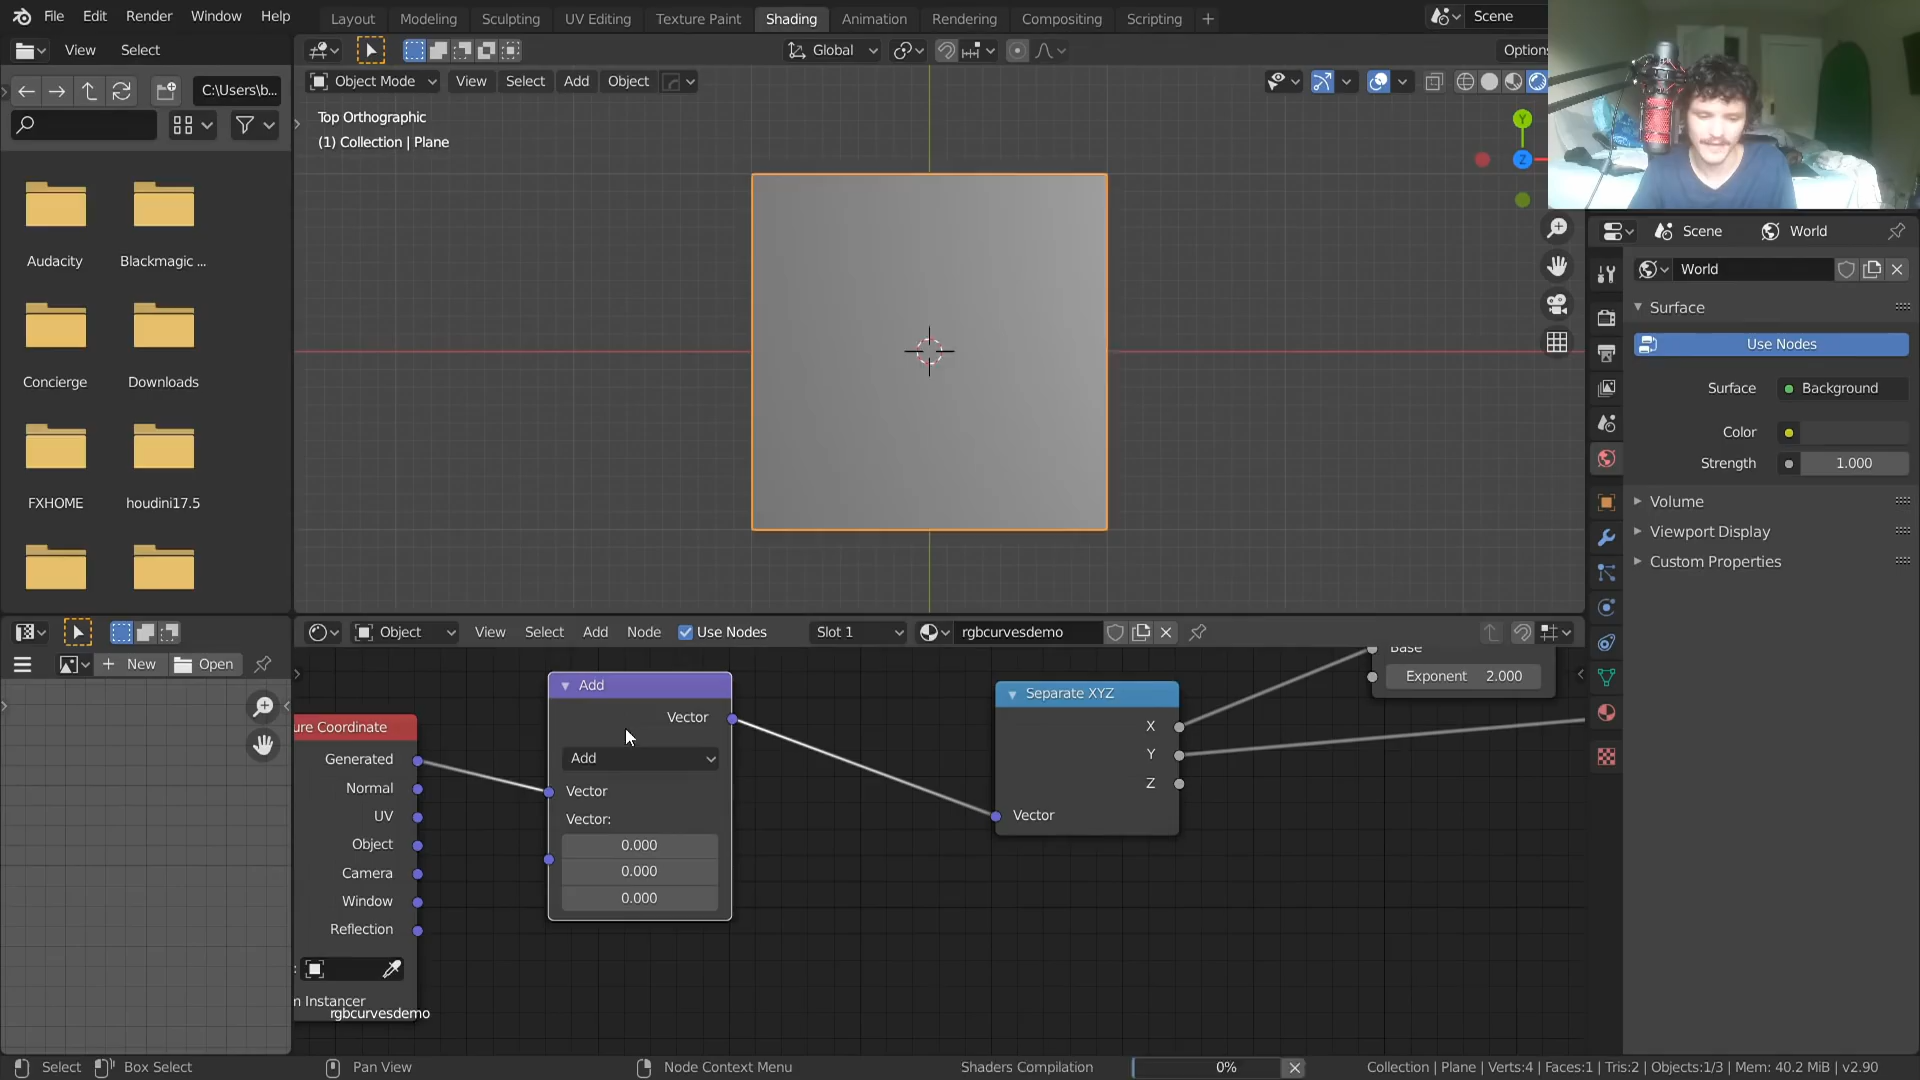 File Edit Render Window Help Layout Modeling Sculpting UV Editing Texture Paint Shading Animation Rendering Compositing Scripting + Scene
View Select Global Options
C:\Users\b... Object Mode View Select Add Object
Top Orthographic
(1) Collection | Plane
Y
Z
Audacity Blackmagic ...
Concierge Downloads
FXHOME houdini17.5
Scene World
World
Surface
Use Nodes
Surface Background
Color
Strength 1.000
Volume
Viewport Display
Custom Properties
Object View Select Add Node Use Nodes Slot 1 rgbcurvesdemo
+ New Open
Base
Exponent 2.000
ure Coordinate
Generated
Normal
UV
Object
Camera
Window
Reflection
:
n Instancer
rgbcurvesdemo
Add
Vector
Add
Vector
Vector:
0.000
0.000
0.000
Separate XYZ
X
Y
Z
Vector
Select Box Select Pan View Node Context Menu Shaders Compilation 0% Collection | Plane | Verts:4 | Faces:1 | Tris:2 | Objects:1/3 | Mem: 40.2 MiB | v2.90